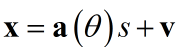 x = a(θ)s + v